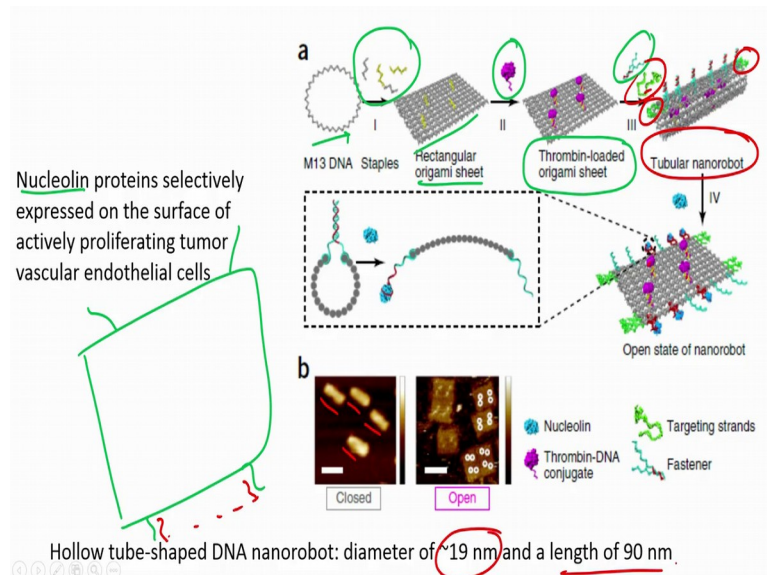 a
I
II
III
M13 DNA
Staples
Rectangular
origami sheet
Thrombin-loaded
origami sheet
Tubular nanorobot
IV
Nucleolin proteins selectively
expressed on the surface of
actively proliferating tumor
vascular endothelial cells
Open state of nanorobot
b
Closed
Open
Nucleolin
Targeting strands
Thrombin-DNA
conjugate
Fastener
Hollow tube-shaped DNA nanorobot: diameter of ~19 nm and a length of 90 nm.